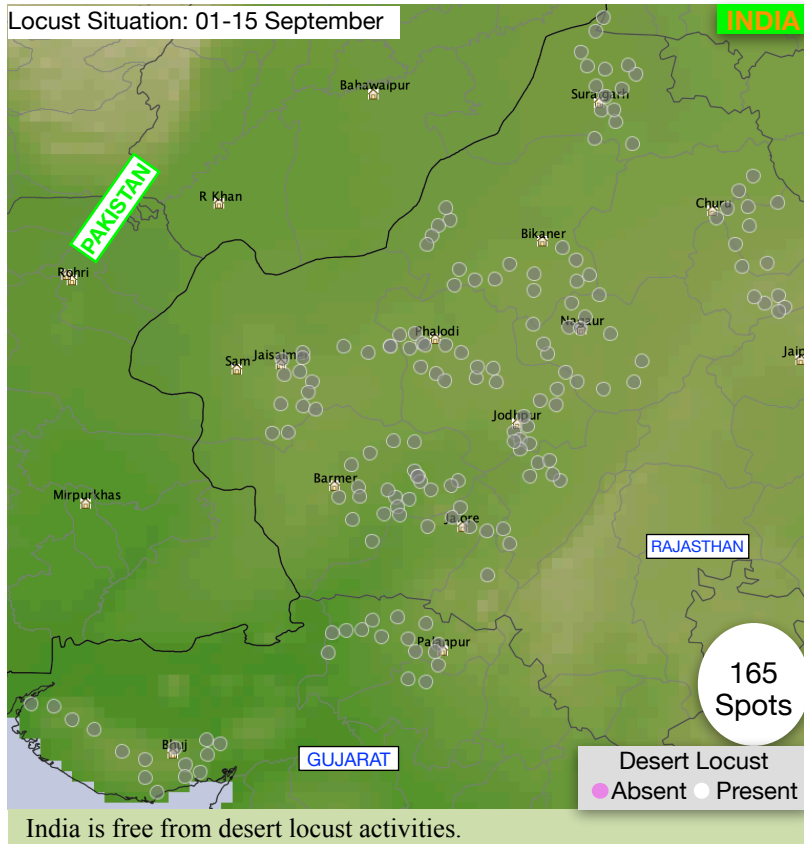 Locust Situation: 01-15 September
INDIA
Bahawalpur
Suratgarh
PAKISTAN
R Khan
Churu
Bikaner
Rohri
Phalodi
Nagaur
Sam
Jaisalmer
Jaip
Jodhpur
Barmer
Mirpurkhas
Jalore
RAJASTHAN
Palanpur
165
Spots
Bhuj
GUJARAT
Desert Locust
Absent
Present
India is free from desert locust activities.